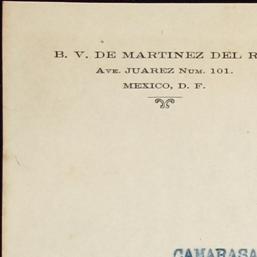 B. V. DE MARTINEZ DEL R
AVE. JUAREZ NUM. 101.
MEXICO, D. F.
CAMARASA